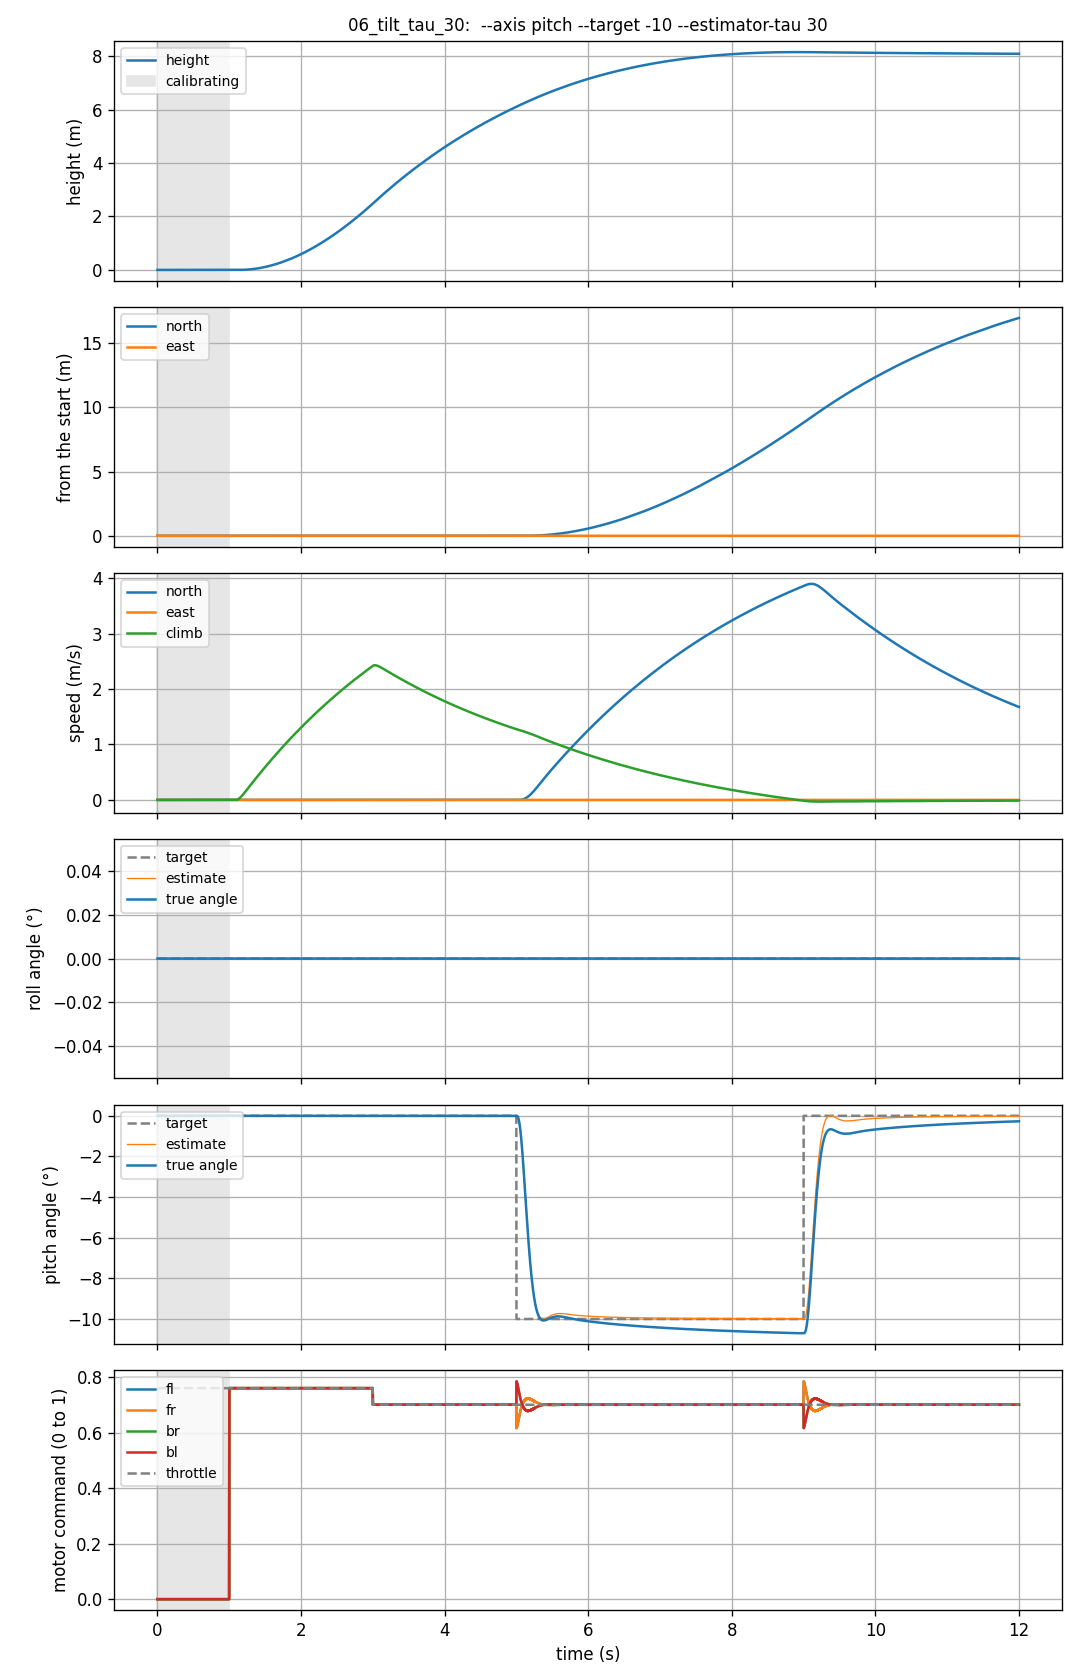 06_tilt_tau_30:  --axis pitch --target -10 --estimator-tau 30
height (m)
8
6
4
2
0
height
calibrating
from the start (m)
15
10
5
0
north
east
speed (m/s)
4
3
2
1
0
north
east
climb
roll angle (°)
0.04
0.02
0.00
−0.02
−0.04
target
estimate
true angle
pitch angle (°)
0
−2
−4
−6
−8
−10
target
estimate
true angle
motor command (0 to 1)
0.8
0.6
0.4
0.2
0.0
fl
fr
br
bl
throttle
0 2 4 6 8 10 12
time (s)